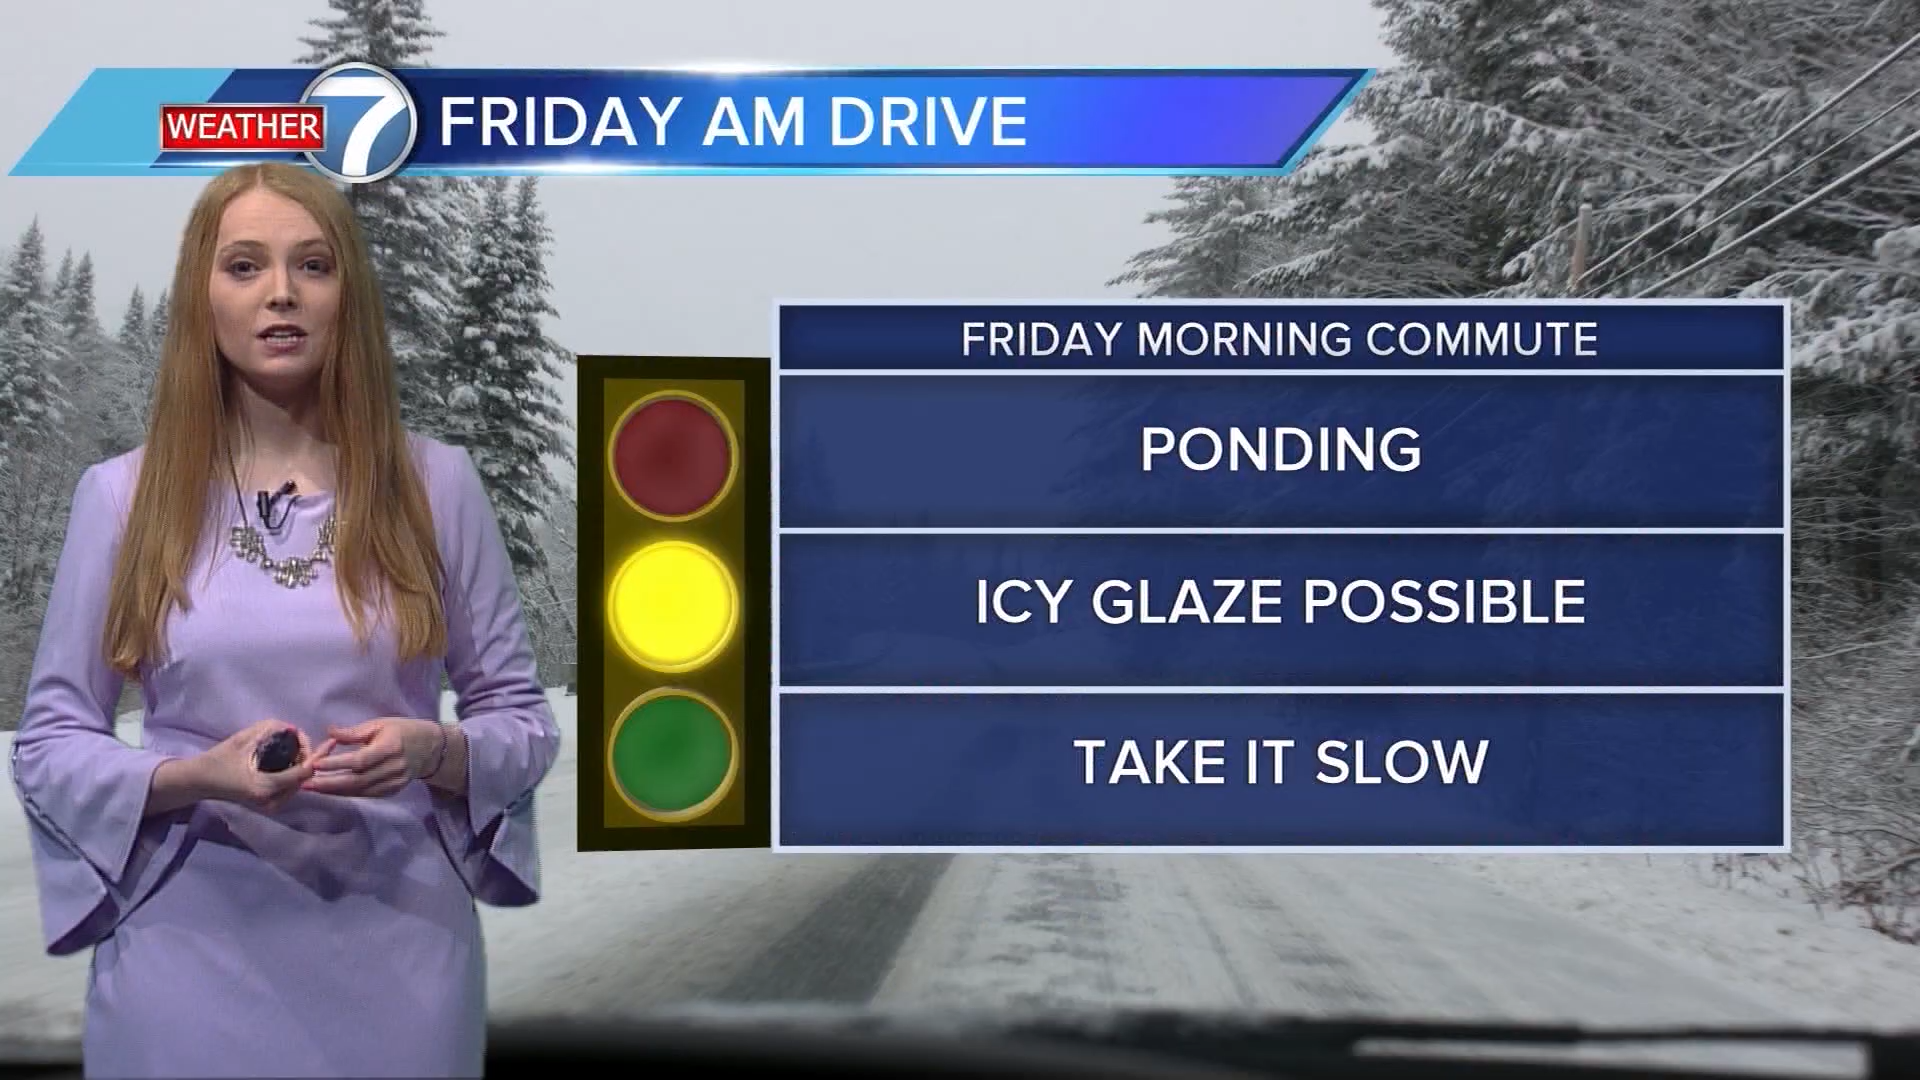 WEATHER 7 FRIDAY AM DRIVE
FRIDAY MORNING COMMUTE
PONDING
ICY GLAZE POSSIBLE
TAKE IT SLOW